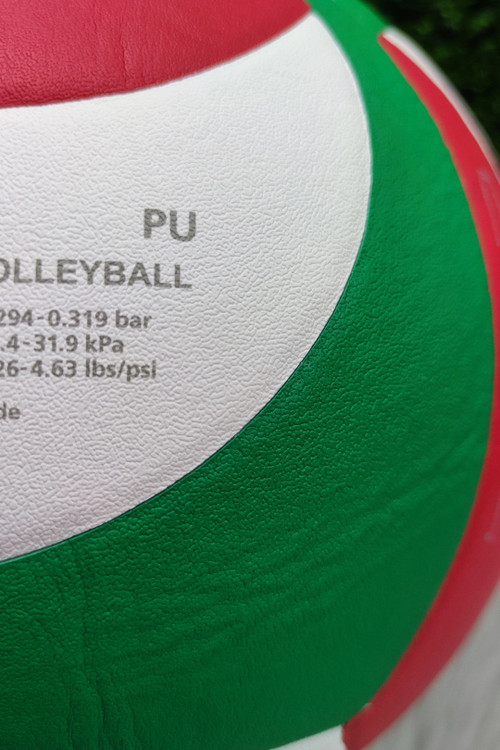 PU
OLLEYBALL
294-0.319 bar
.4-31.9 kPa
26-4.63 lbs/psi
de